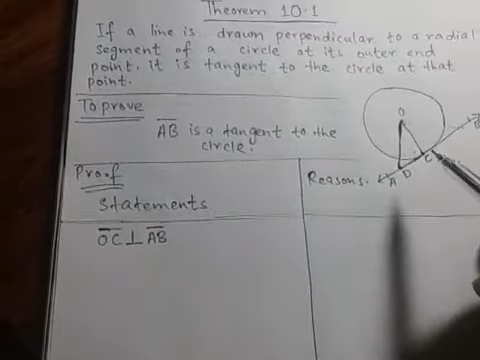 Theorem 10.1
If a line is drawn perpendicular to a radial
segment of a circle at its outer end
point, it is tangent to the circle at that
point.
To prove
AB is a tangent to the
circle.
O
B
C
D
A
Proof
Reasons.
Statements
OC ⊥ AB